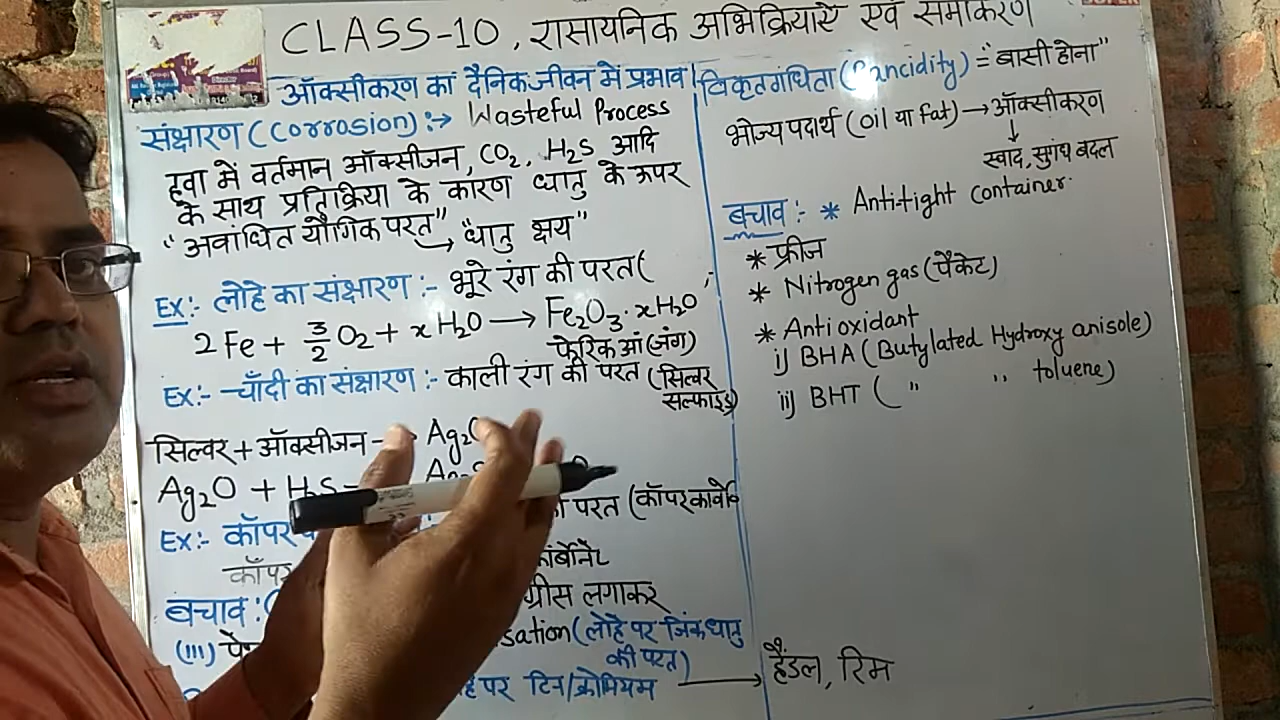 CLASS-10, रासायनिक अभिक्रियाएँ एवं समीकरण
ऑक्सीकरण का दैनिक जीवन में प्रभाव
संक्षारण (Corrosion) :→ Wasteful Process
हवा में वर्तमान ऑक्सीजन, CO₂, H₂S आदि
के साथ प्रतिक्रिया के कारण धातु के ऊपर
"अवांधित यौगिक परत" → "धातु क्षय"
Ex:- लोहे का संक्षारण :- भूरे रंग की परत (
2Fe + 3/2 O₂ + xH₂O → Fe₂O₃·xH₂O
फेरिक ऑ (जंग)
Ex:- चाँदी का संक्षारण :- काली रंग की परत (सिल्वर
सल्फाइड)
सिल्वर + ऑक्सीजन → Ag₂O
Ag₂O + H₂S
Ex:- कॉपर परत (कॉपर कार्बो
कॉपर कार्बोनेट
बचाव : ग्रीस लगाकर
(III) sation (लोहे पर जिंक धातु
की परत)
पर टिन/क्रोमियम → हैंडल, रिम
विकृतगंधिता (Rancidity) = "बासी होना"
भोज्य पदार्थ (Oil या Fat) → ऑक्सीकरण
↓
स्वाद, सुगंध बदल
बचाव :- * Antitight container.
* फ्रीज
* Nitrogen gas (पैकेट)
* Antioxidant
i) BHA (Butylated Hydroxy anisole)
ii) BHT ( " " toluene)